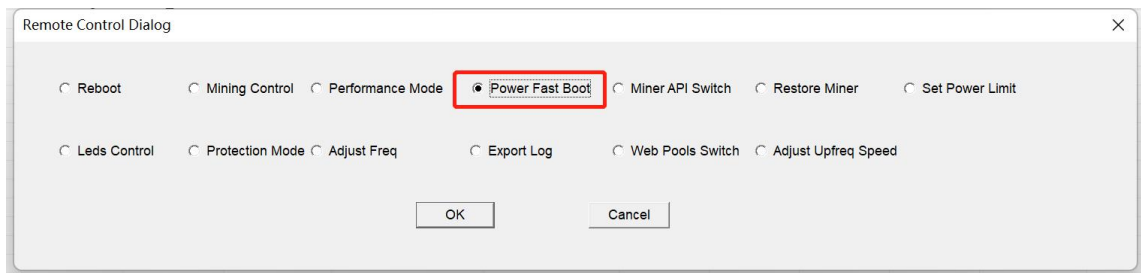 Remote Control Dialog
Reboot Mining Control Performance Mode Power Fast Boot Miner API Switch Restore Miner Set Power Limit
Leds Control Protection Mode Adjust Freq Export Log Web Pools Switch Adjust Upfreq Speed
OK Cancel